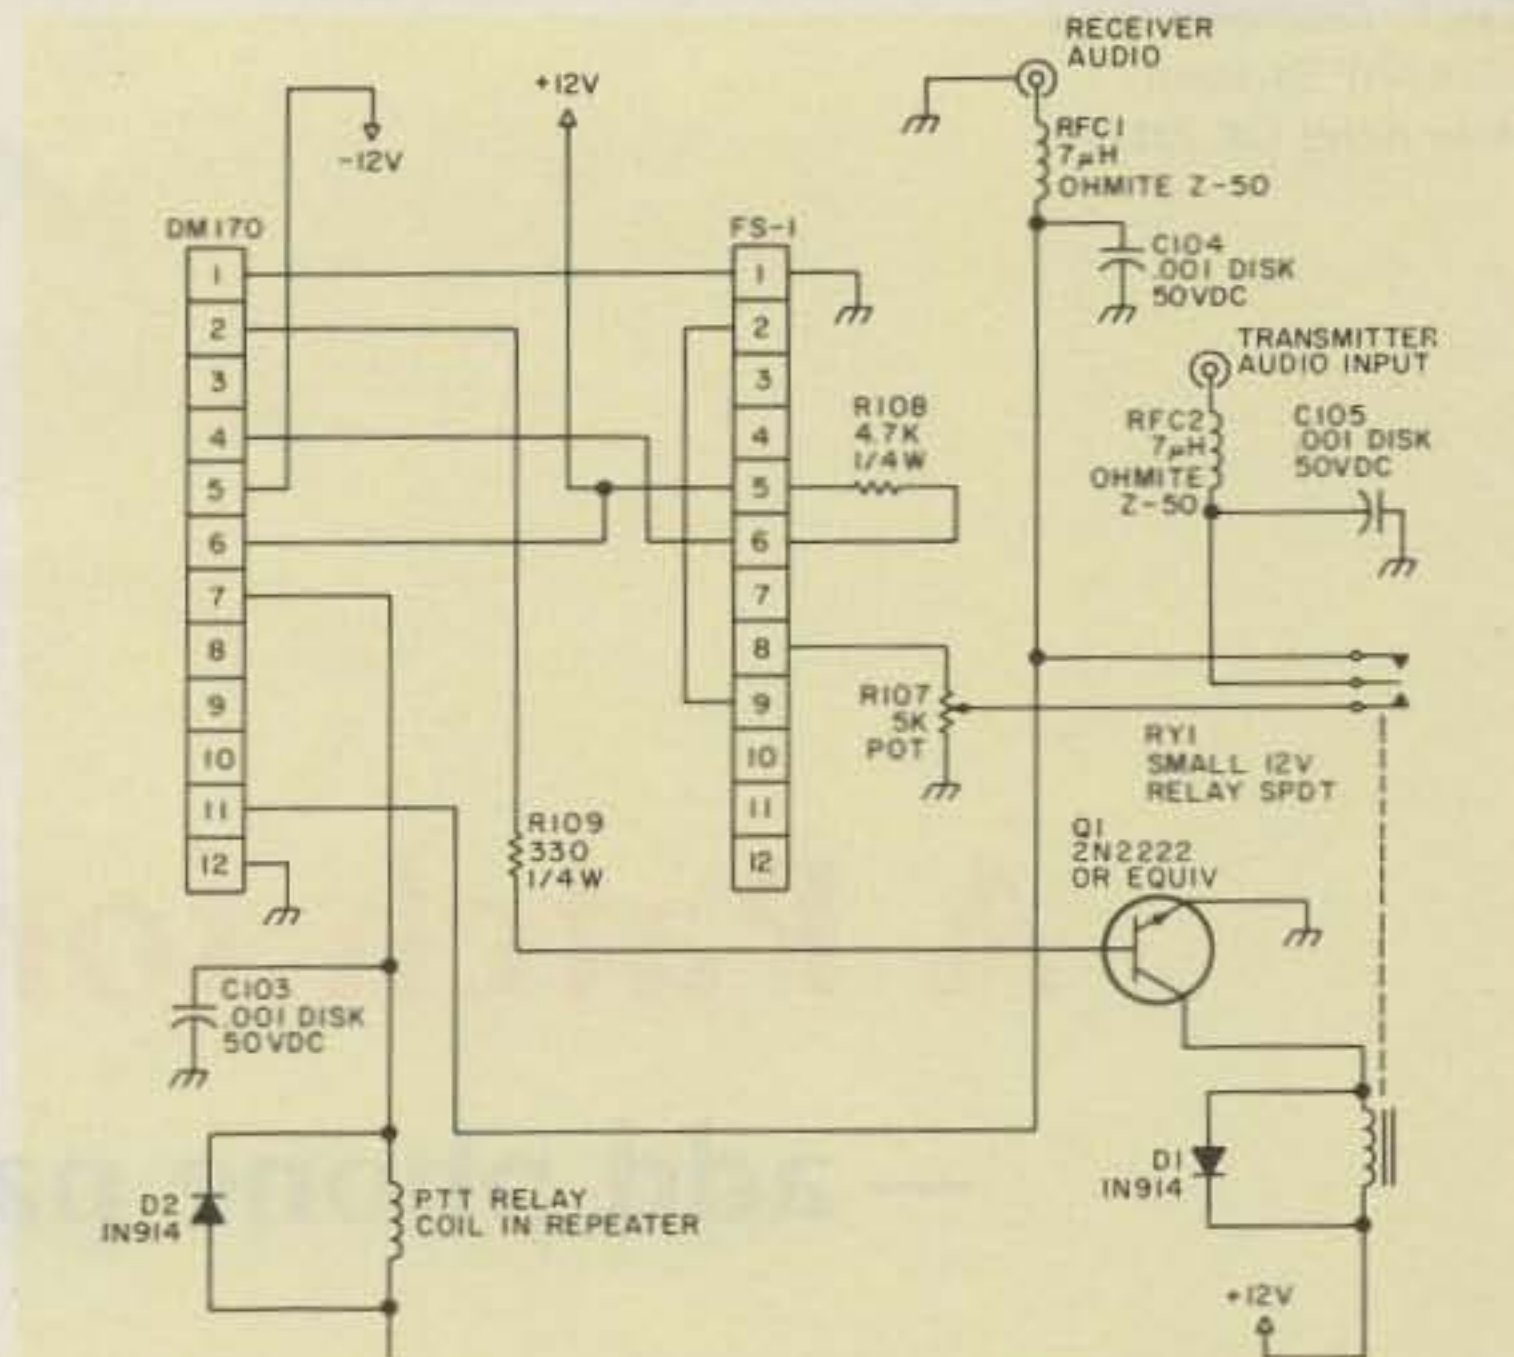 RECEIVER
AUDIO
+12V
-12V
RFC1
7µH
OHMITE Z-50
DM170
FS-1
C104
.001 DISK
50VDC
TRANSMITTER
AUDIO INPUT
1
2
3
4
5
6
7
8
9
10
11
12
1
2
3
4
5
6
7
8
9
10
11
12
R108
4.7K
1/4W
RFC2
7µH
OHMITE
Z-50
C105
.001 DISK
50VDC
R107
5K
POT
RY1
SMALL 12V
RELAY SPDT
R109
330
1/4W
Q1
2N2222
OR EQUIV
C103
.001 DISK
50VDC
D2
1N914
PTT RELAY
COIL IN REPEATER
D1
1N914
+12V